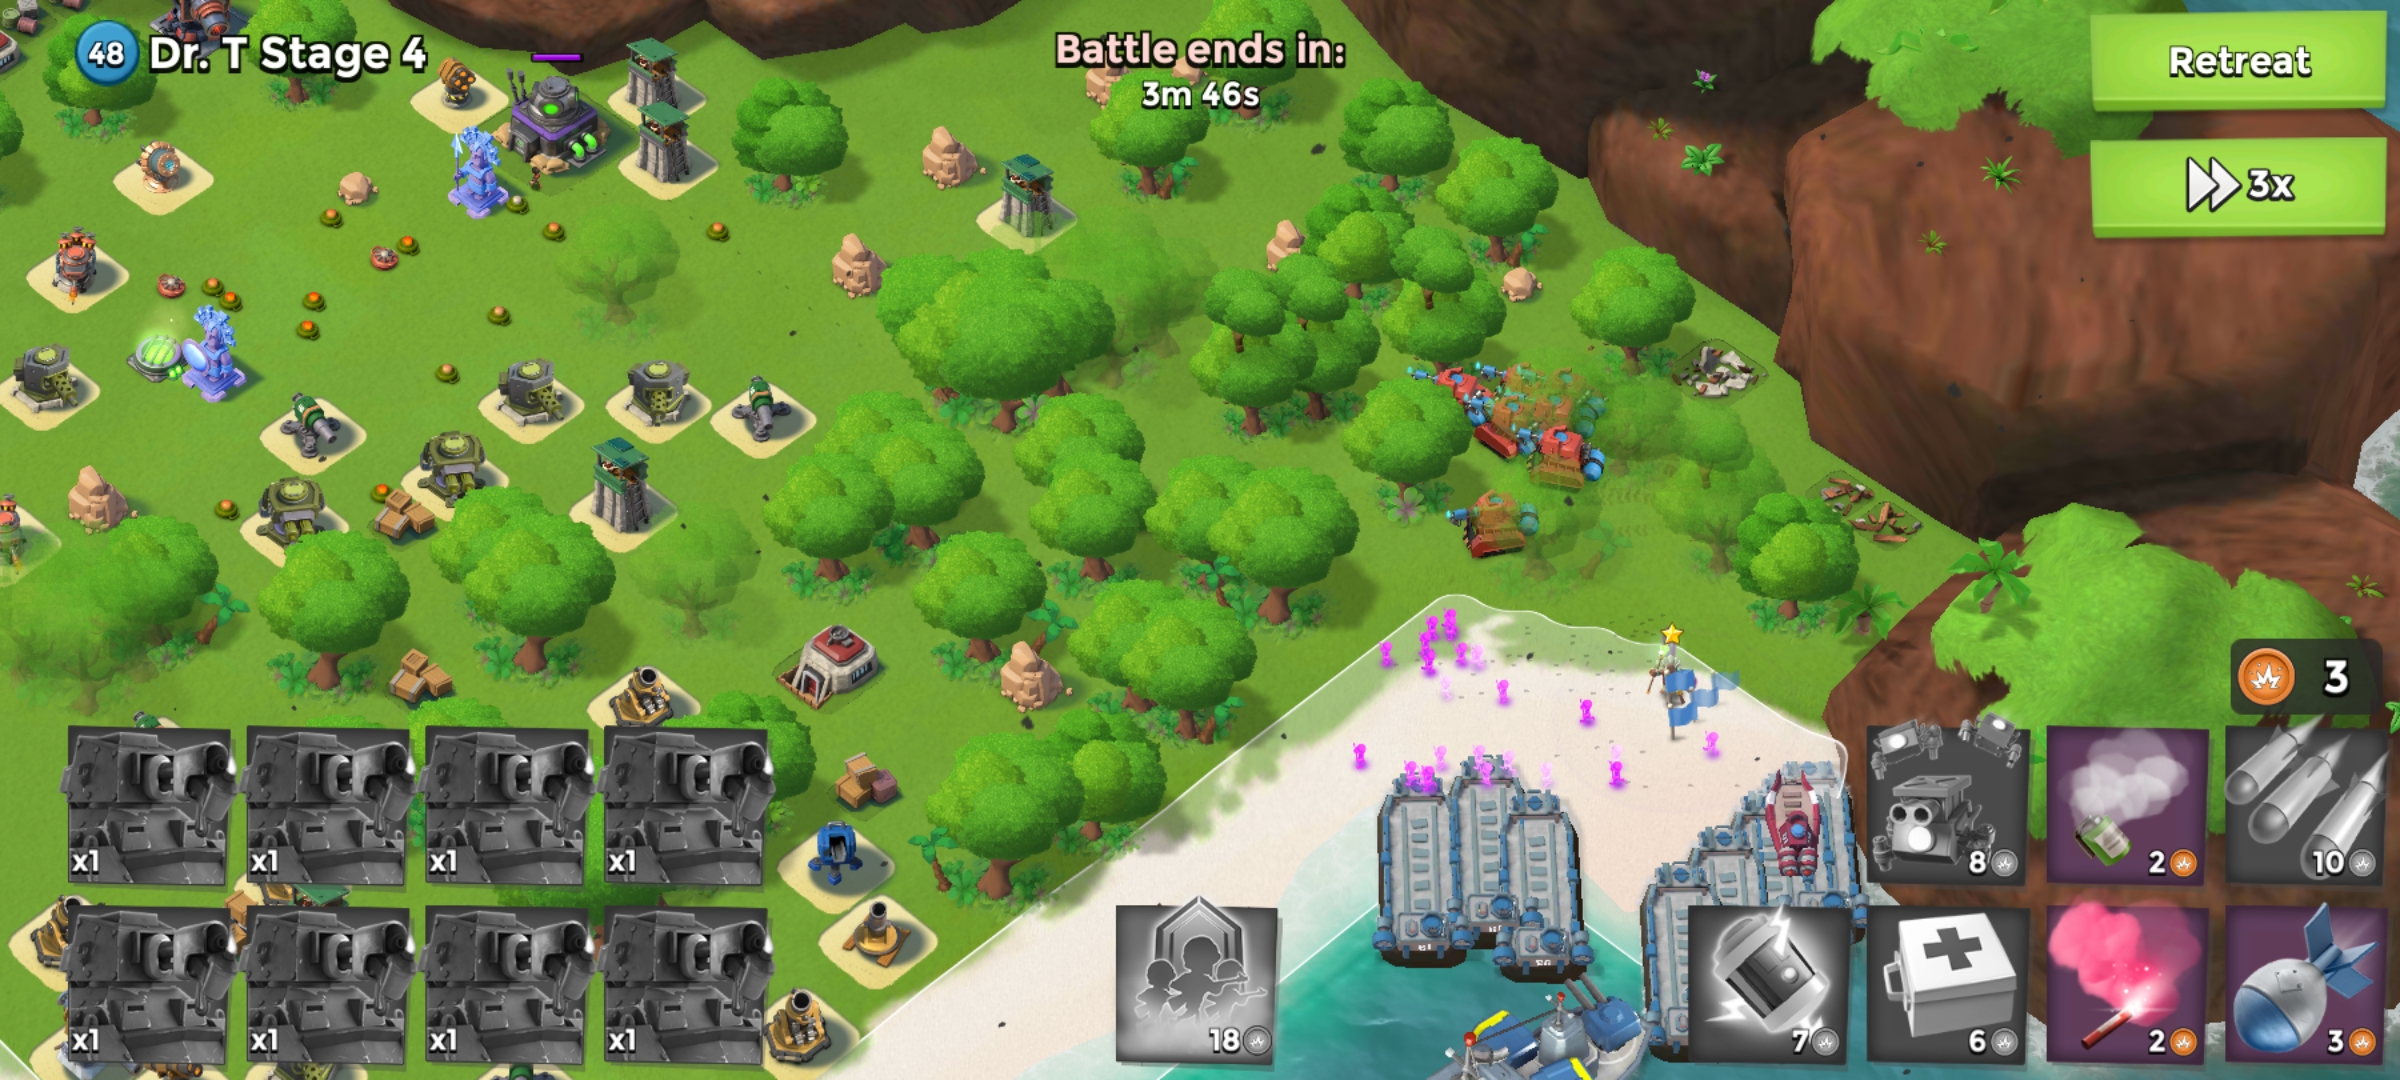 48 Dr. T Stage 4
Battle ends in:
3m 46s
Retreat
3x
3
x1 x1 x1 x1
8 2 10
x1 x1 x1 x1
18 7 6 2 3